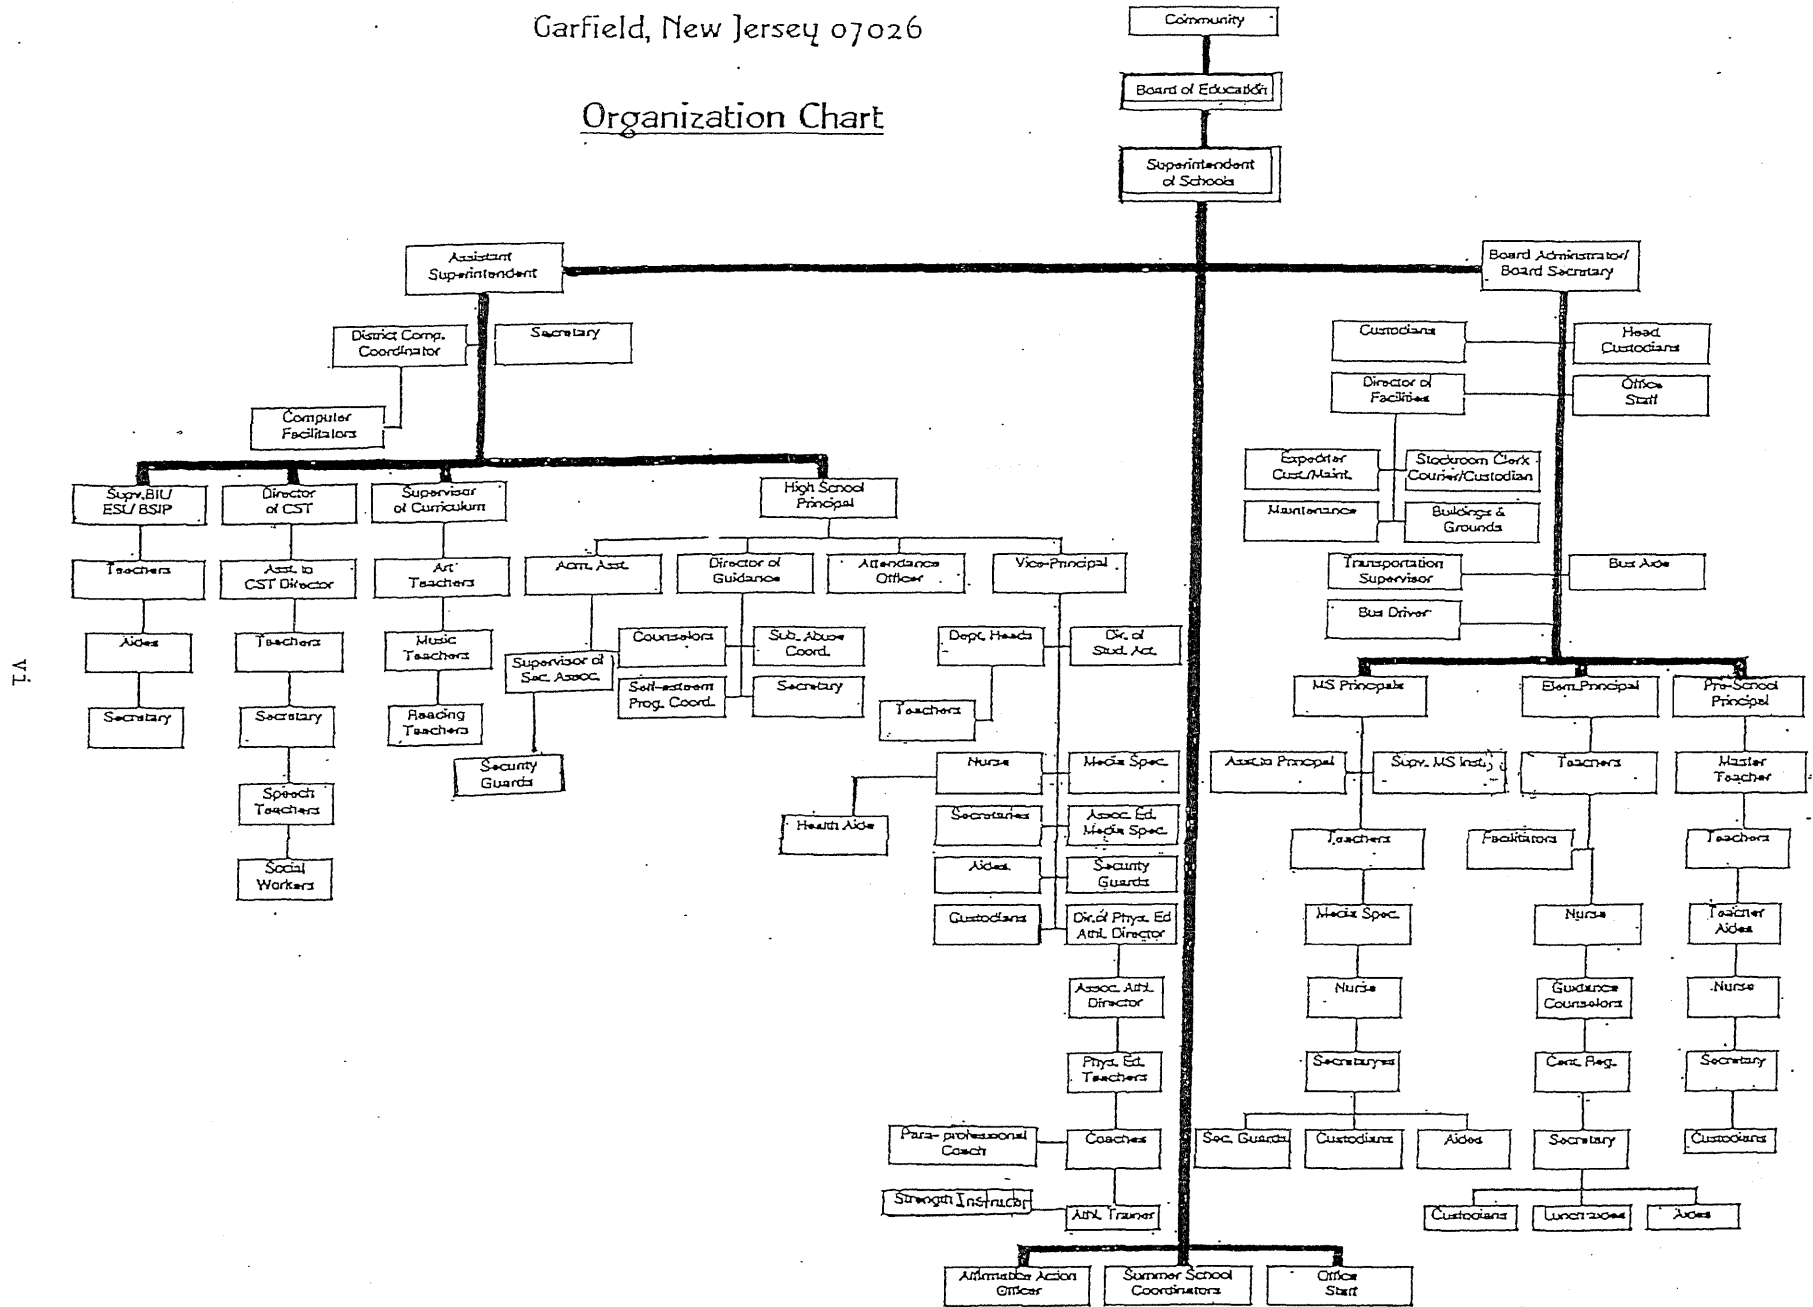 Garfield, New Jersey 07026
Organization Chart
Community
Board of Education
Superintendent
of Schools
Assistant
Superintendent
Board Adminstrator/
Board Secretary
District Comp.
Coordinator
Secretary
Computer
Facilitators
Custodians
Head
Custodians
Director of
Facilities
Office
Staff
Expeditor
Cust./Maint.
Stockroom Clerk
Courier/Custodian
Maintenance
Buildings &
Grounds
Transportation
Supervisor
Bus Aide
Bus Driver
Supv. BIL/
ESL/ BSIP
Director
of CST
Supervisor
of Curriculum
High School
Principal
Teachers
Asst. to
CST Director
Art
Teachers
Adm. Asst.
Director of
Guidance
Attendance
Officer
Vice-Principal
Aides
Teachers
Music
Teachers
Supervisor of
Sec. Assoc.
Counselors
Sub. Abuse
Coord.
Self-esteem
Prog. Coord.
Secretary
Dept. Heads
Dir. of
Stud. Act.
Teachers
Secretary
Secretary
Reading
Teachers
Security
Guards
Speech
Teachers
Social
Workers
Nurse
Media Spec.
Health Aide
Secretaries
Assoc. Ed.
Media Spec.
Aides
Security
Guards
Custodians
Dir. of Phys. Ed
Athl. Director
Assoc. Athl.
Director
Phys. Ed.
Teachers
Para-professional
Coach
Coaches
Strength Instructor
Athl. Trainer
MS Principals
Elem. Principal
Pre-School
Principal
Asst. to Principal
Supv. MS Inst.
Teachers
Master
Teacher
Teachers
Facilitators
Teachers
Media Spec.
Nurse
Teacher
Aides
Nurse
Guidance
Counselors
Nurse
Secretaryes
Cent. Reg.
Secretary
Sec. Guards
Custodians
Aides
Secretary
Custodians
Custodians
Lunch aides
Aides
Affirmative Action
Officer
Summer School
Coordinators
Office
Staff
V.1